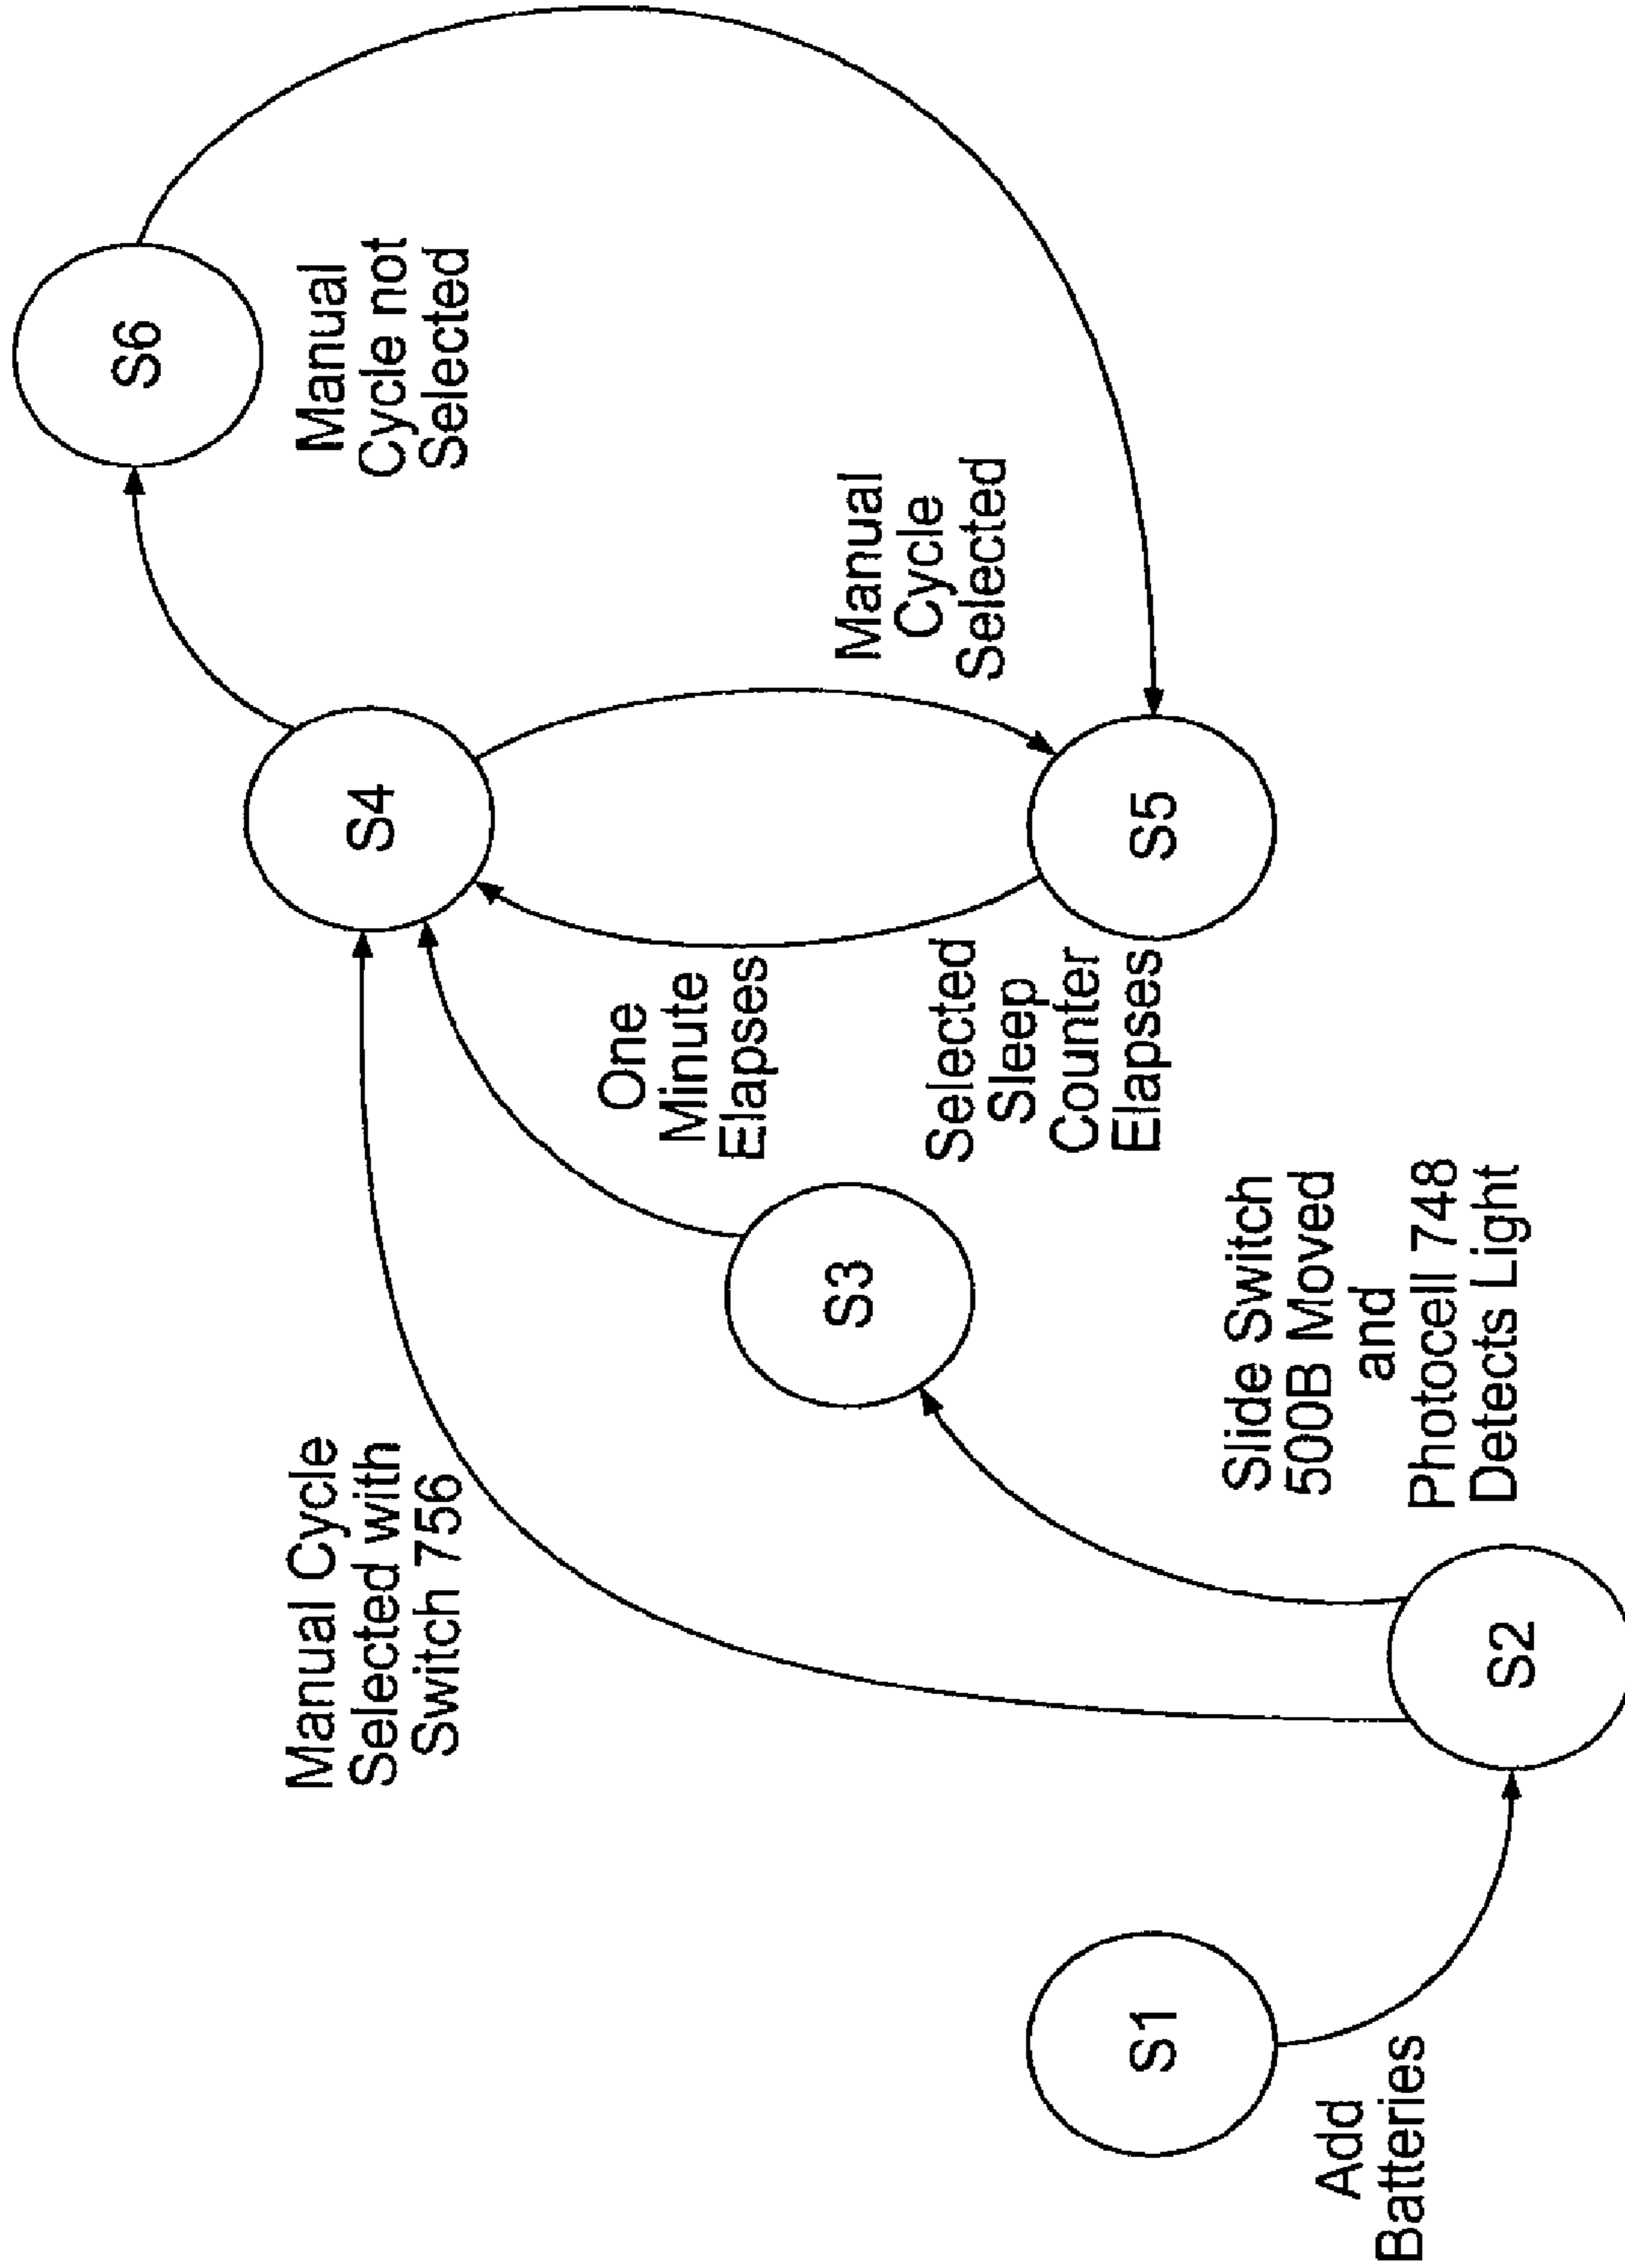 S1
Add
Batteries
S2
Manual Cycle
Selected with
Switch 756
Slide Switch
500B Moved
and
Photocell 748
Detects Light
S3
One
Minute
Elapses
S4
Selected
Sleep
Counter
Elapses
S5
Manual
Cycle
Selected
S6
Manual
Cycle not
Selected